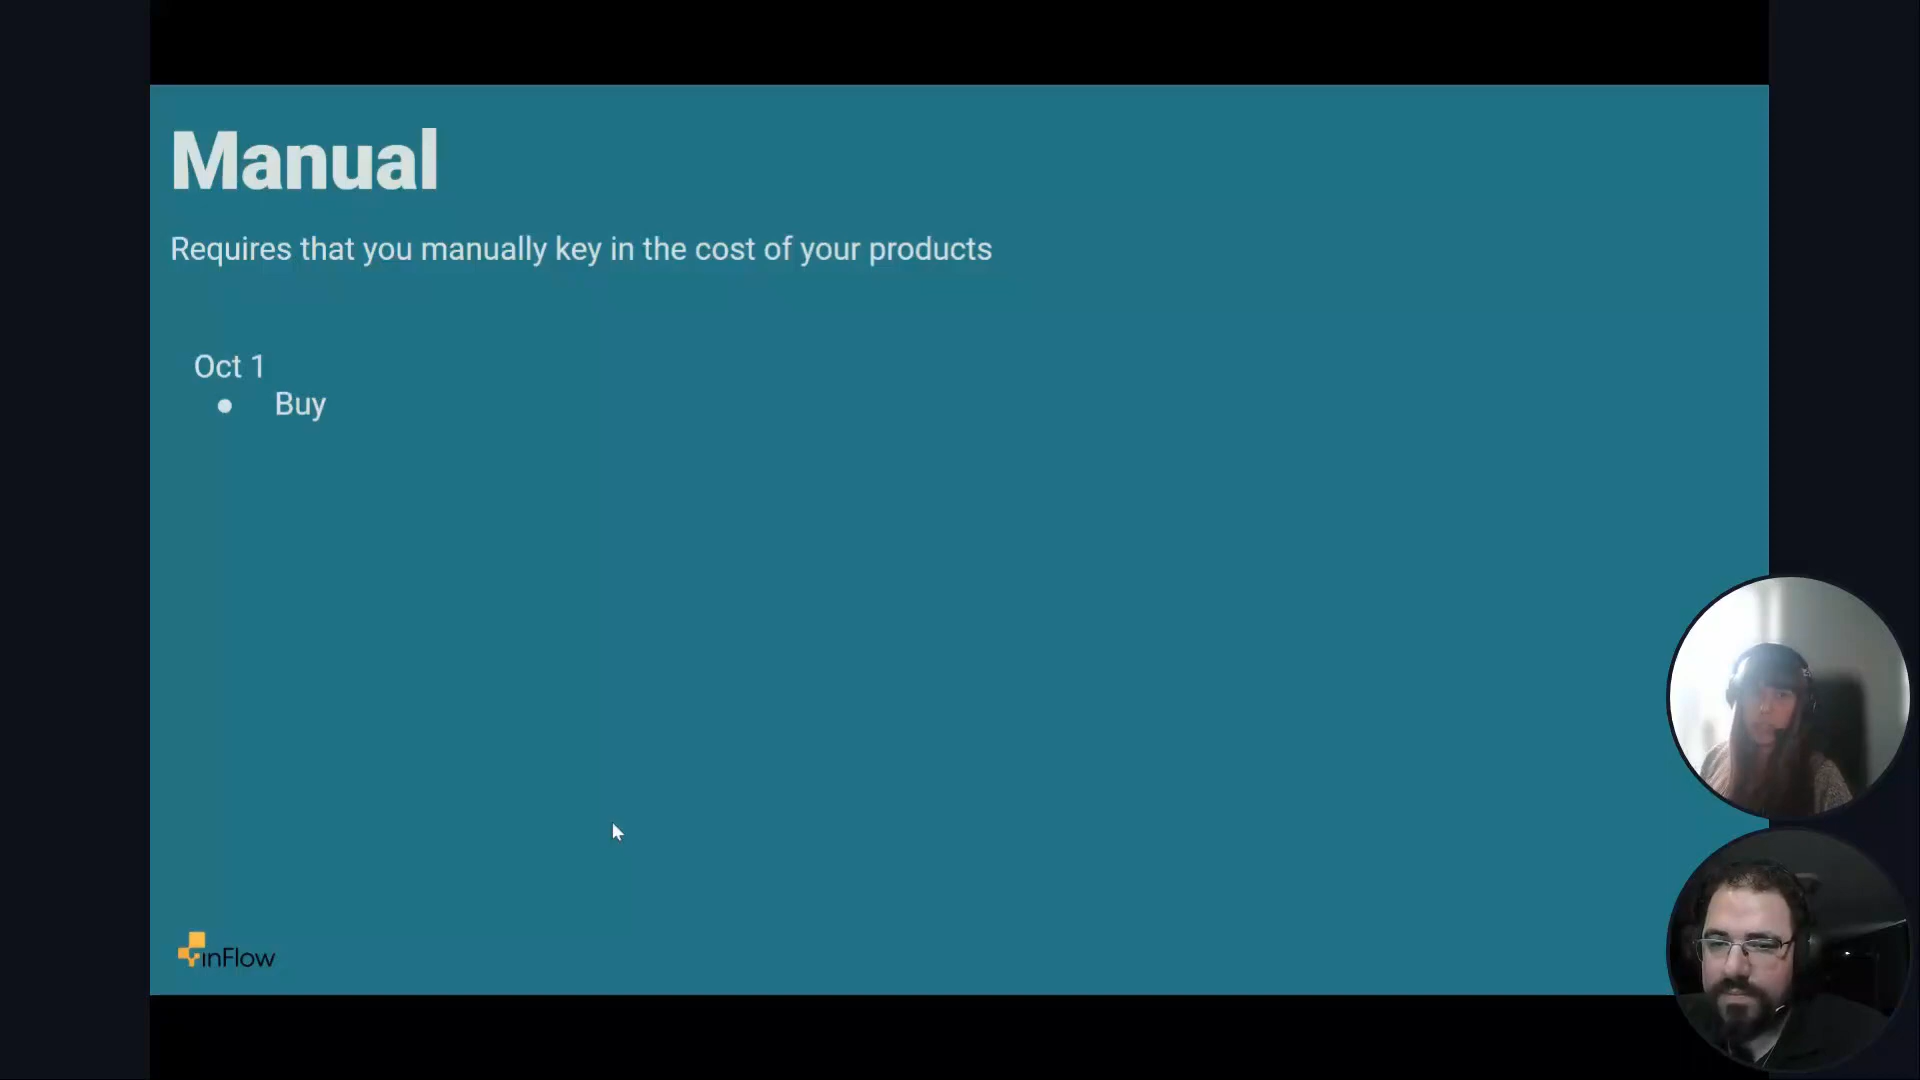 Manual
Requires that you manually key in the cost of your products
Oct 1
● Buy
inFlow